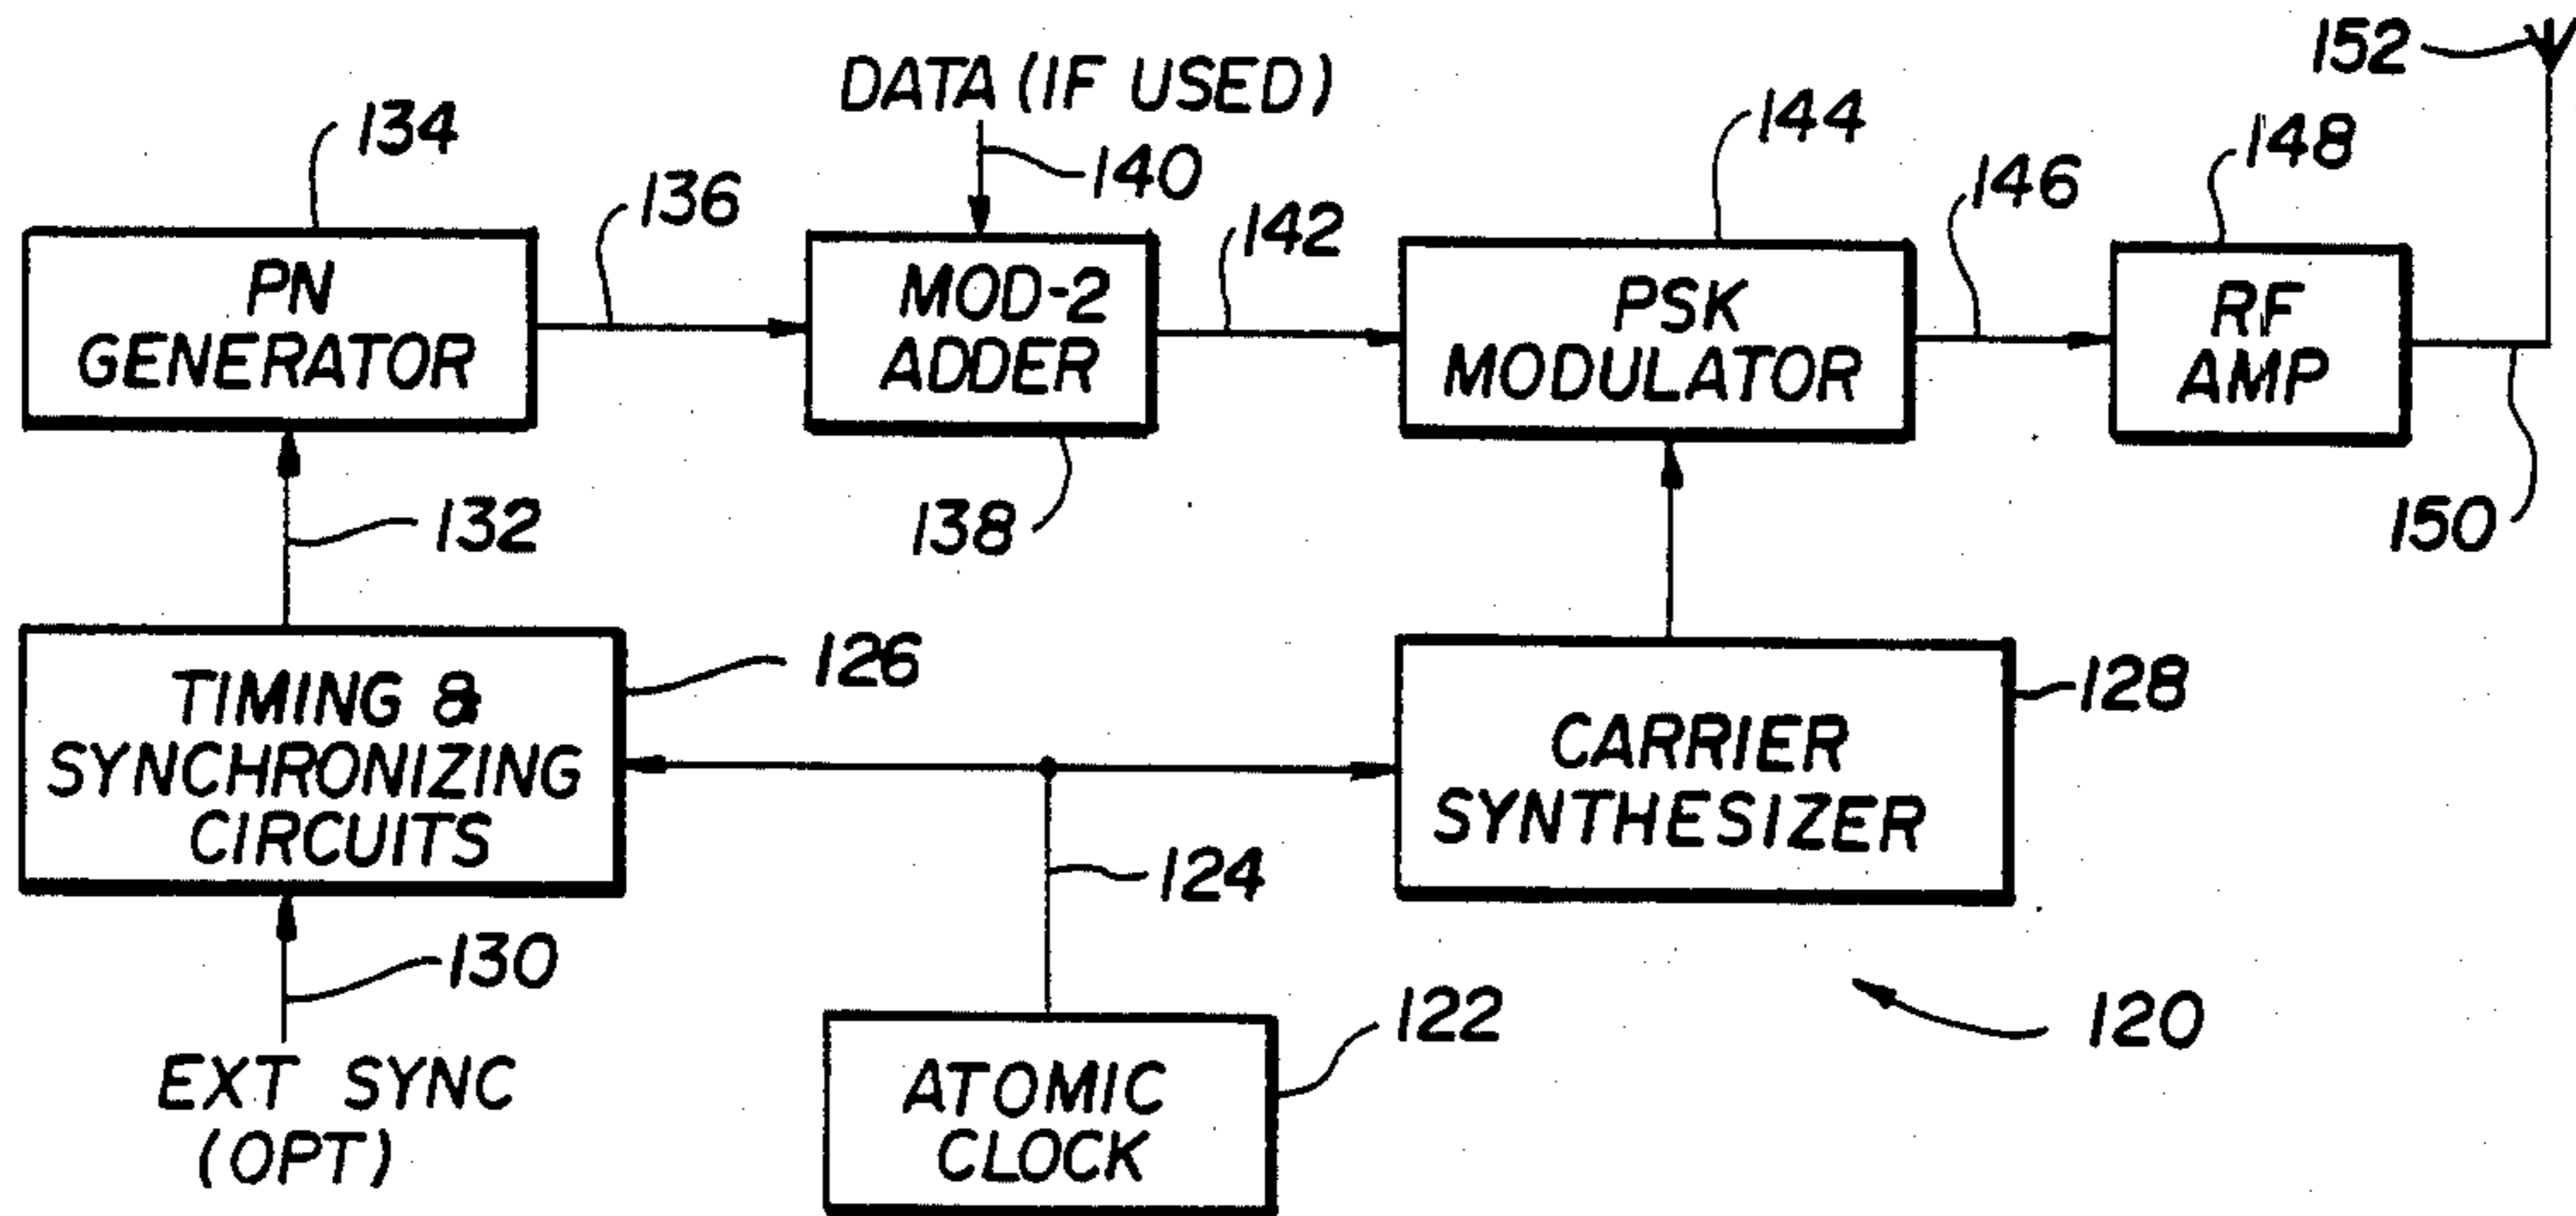 152
DATA (IF USED)
134
144
148
140
136
146
142
PN
GENERATOR
MOD-2
ADDER
PSK
MODULATOR
RF
AMP
132
138
150
126
128
TIMING &
SYNCHRONIZING
CIRCUITS
CARRIER
SYNTHESIZER
124
130
122
120
EXT SYNC
(OPT)
ATOMIC
CLOCK